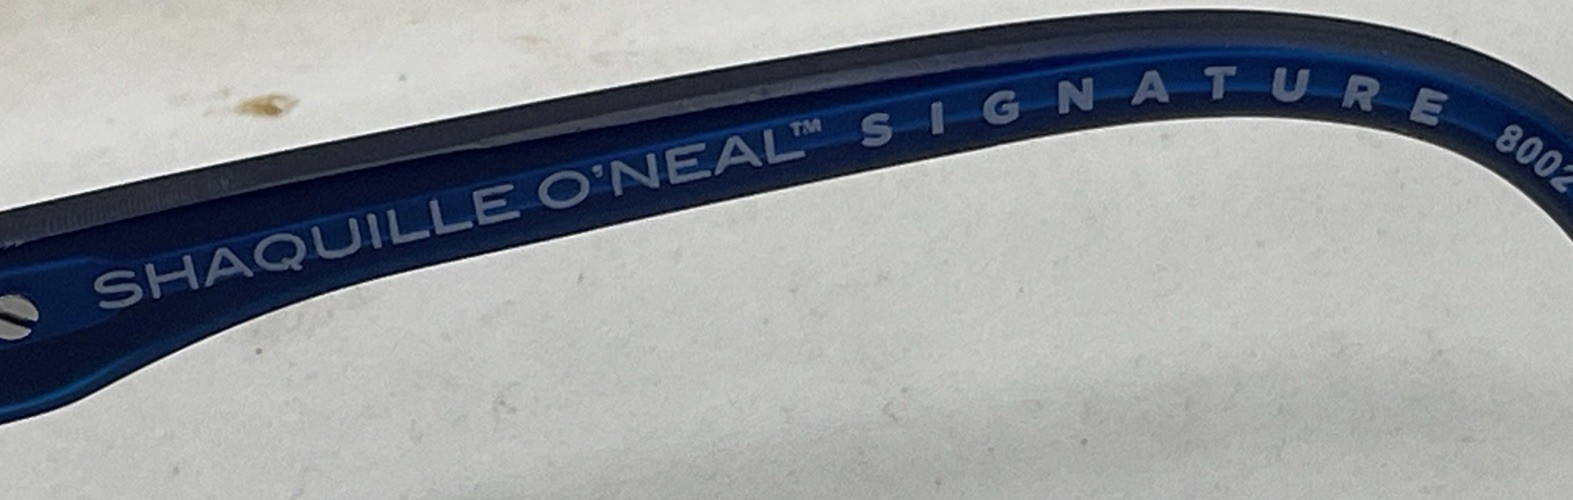 SHAQUILLE O'NEAL™ SIGNATURE 8002